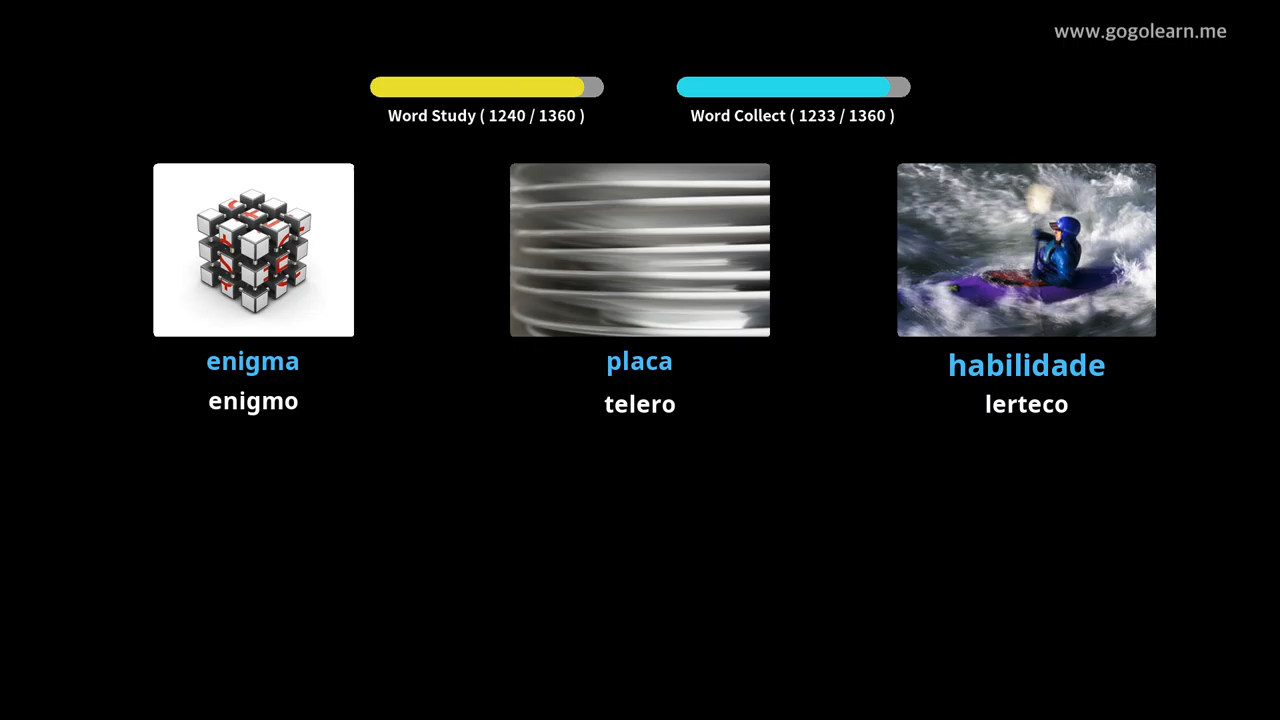 www.gogolearn.me
Word Study ( 1240 / 1360 )
Word Collect ( 1233 / 1360 )
enigma
placa
habilidade
enigmo
telero
lerteco